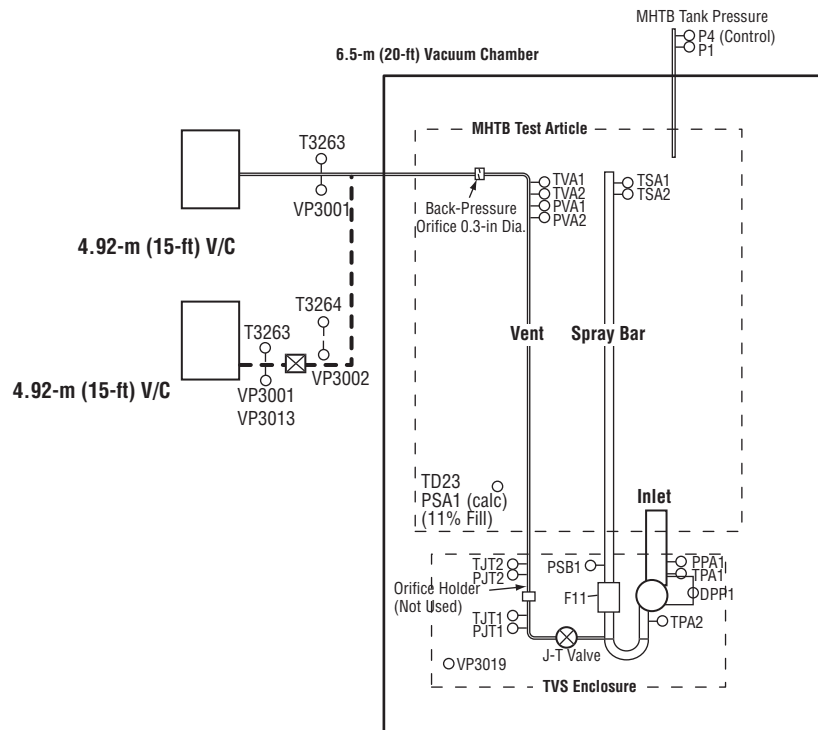 MHTB Tank Pressure
P4 (Control)
P1
6.5-m (20-ft) Vacuum Chamber
MHTB Test Article
T3263
VP3001
4.92-m (15-ft) V/C
Back-Pressure
Orifice 0.3-in Dia.
TVA1
TVA2
PVA1
PVA2
TSA1
TSA2
T3264
T3263
VP3002
VP3001
VP3013
4.92-m (15-ft) V/C
Vent
Spray Bar
TD23
PSA1 (calc)
(11% Fill)
Inlet
TJT2
PJT2
PSB1
PPA1
TPA1
DPP1
Orifice Holder
(Not Used)
F11
TJT1
PJT1
TPA2
J-T Valve
VP3019
TVS Enclosure